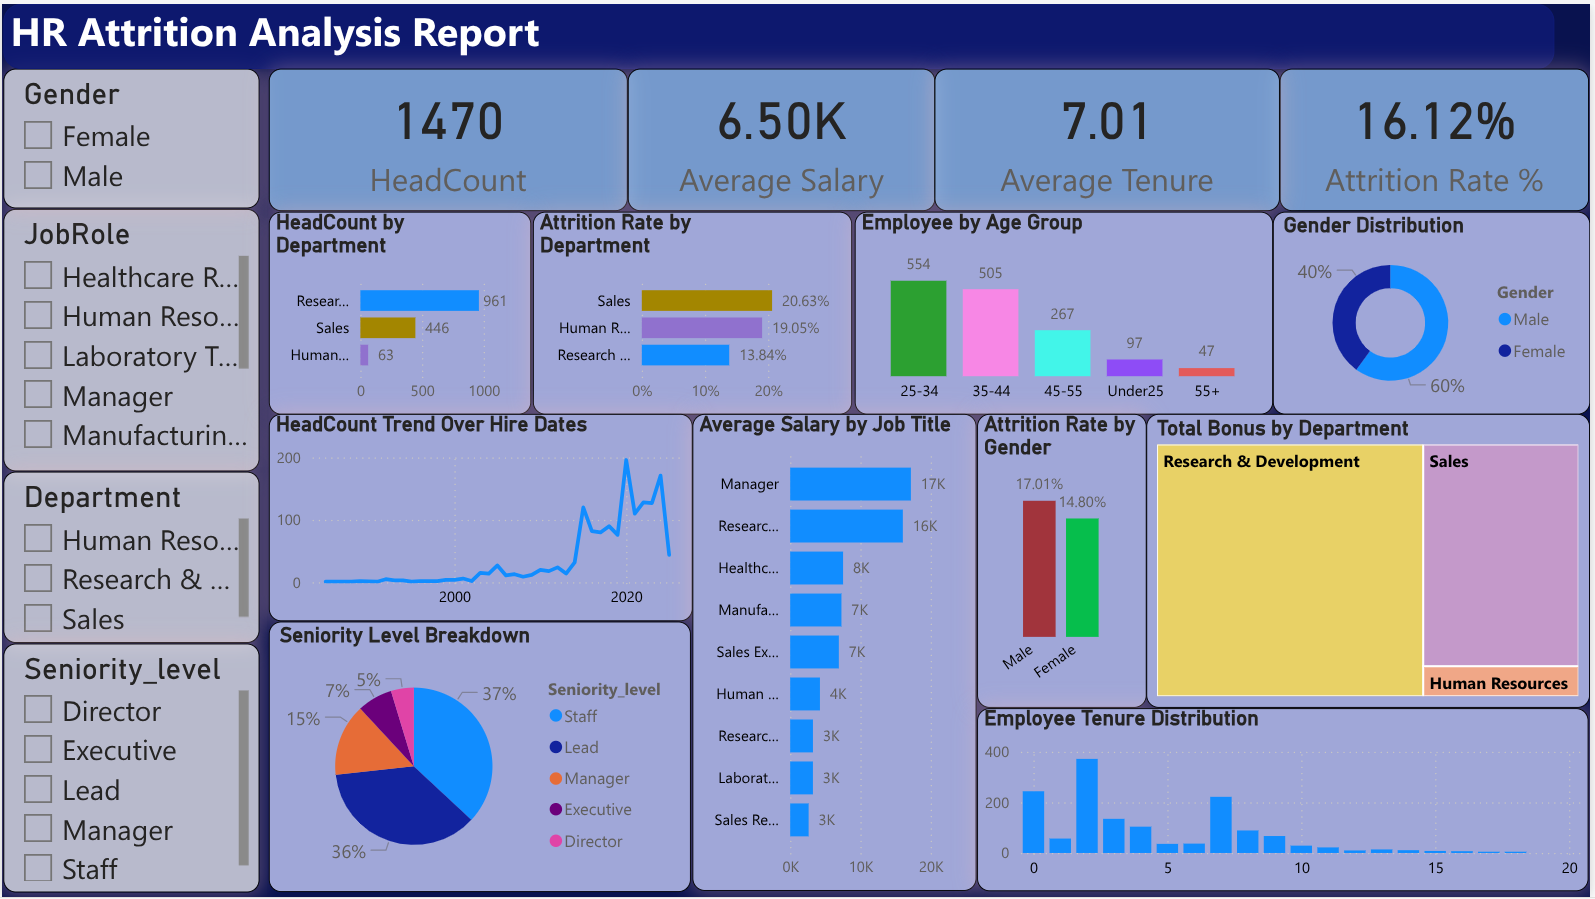 HR Attrition Analysis Report
Gender
Female
Male
JobRole
Healthcare R...
Human Reso...
Laboratory T...
Manager
Manufacturin...
Department
Human Reso...
Research & ...
Sales
Seniority_level
Director
Executive
Lead
Manager
Staff
1470
HeadCount
6.50K
Average Salary
7.01
Average Tenure
16.12%
Attrition Rate %
HeadCount by
Department
Resear...
961
Sales
446
Human...
63
0 500 1000
Attrition Rate by
Department
Sales
20.63%
Human R...
19.05%
Research ...
13.84%
0% 10% 20%
Employee by Age Group
554
505
267
97
47
25-34 35-44 45-55 Under25 55+
Gender Distribution
40%
60%
Gender
Male
Female
HeadCount Trend Over Hire Dates
200
100
0
2000 2020
Average Salary by Job Title
Manager 17K
Researc... 16K
Healthc... 8K
Manufa... 7K
Sales Ex... 7K
Human ... 4K
Researc... 3K
Laborat... 3K
Sales Re... 3K
0K 10K 20K
Attrition Rate by
Gender
17.01%
14.80%
Male
Female
Total Bonus by Department
Research & Development
Sales
Human Resources
Seniority Level Breakdown
5%
7%
15%
37%
36%
Seniority_level
Staff
Lead
Manager
Executive
Director
Employee Tenure Distribution
400
200
0
0 5 10 15 20